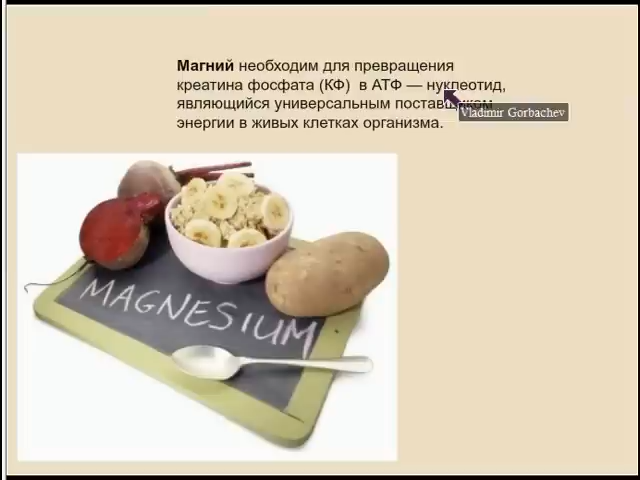 Магний необходим для превращения
креатина фосфата (КФ) в АТФ — нуклеотид,
являющийся универсальным
энергии в живых клетках организма.
Vladimir Gorbachev
MAGNESIUM